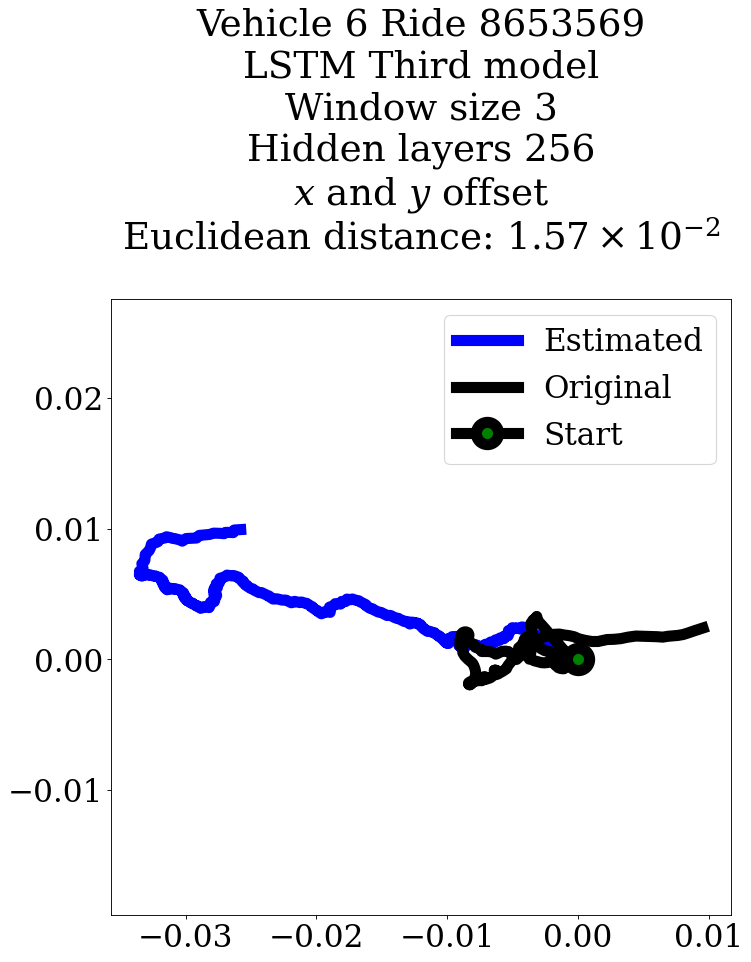 Vehicle 6 Ride 8653569
LSTM Third model
Window size 3
Hidden layers 256
x and y offset
Euclidean distance: 1.57 × 10⁻²
Estimated
Original
Start
0.02
0.01
0.00
−0.01
−0.03 −0.02 −0.01 0.00 0.01